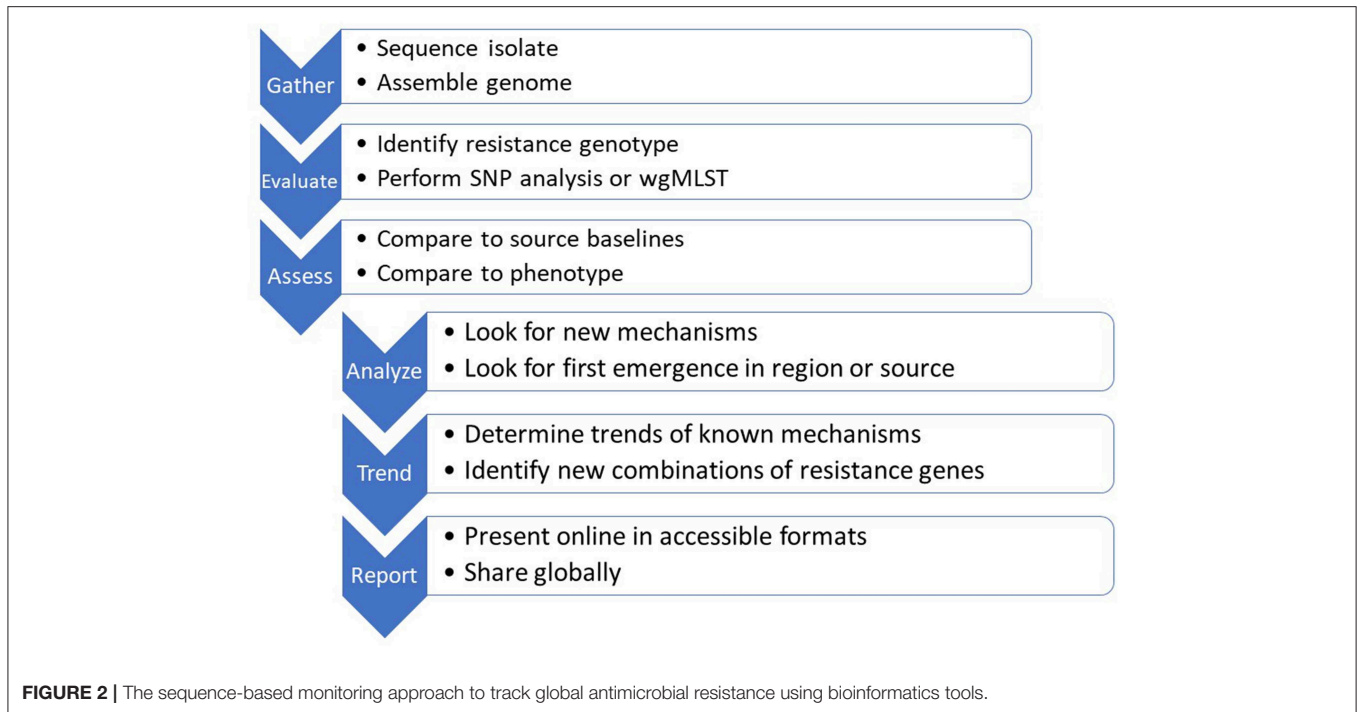 Gather
• Sequence isolate
• Assemble genome
Evaluate
• Identify resistance genotype
• Perform SNP analysis or wgMLST
Assess
• Compare to source baselines
• Compare to phenotype
Analyze
• Look for new mechanisms
• Look for first emergence in region or source
Trend
• Determine trends of known mechanisms
• Identify new combinations of resistance genes
Report
• Present online in accessible formats
• Share globally
FIGURE 2 | The sequence-based monitoring approach to track global antimicrobial resistance using bioinformatics tools.